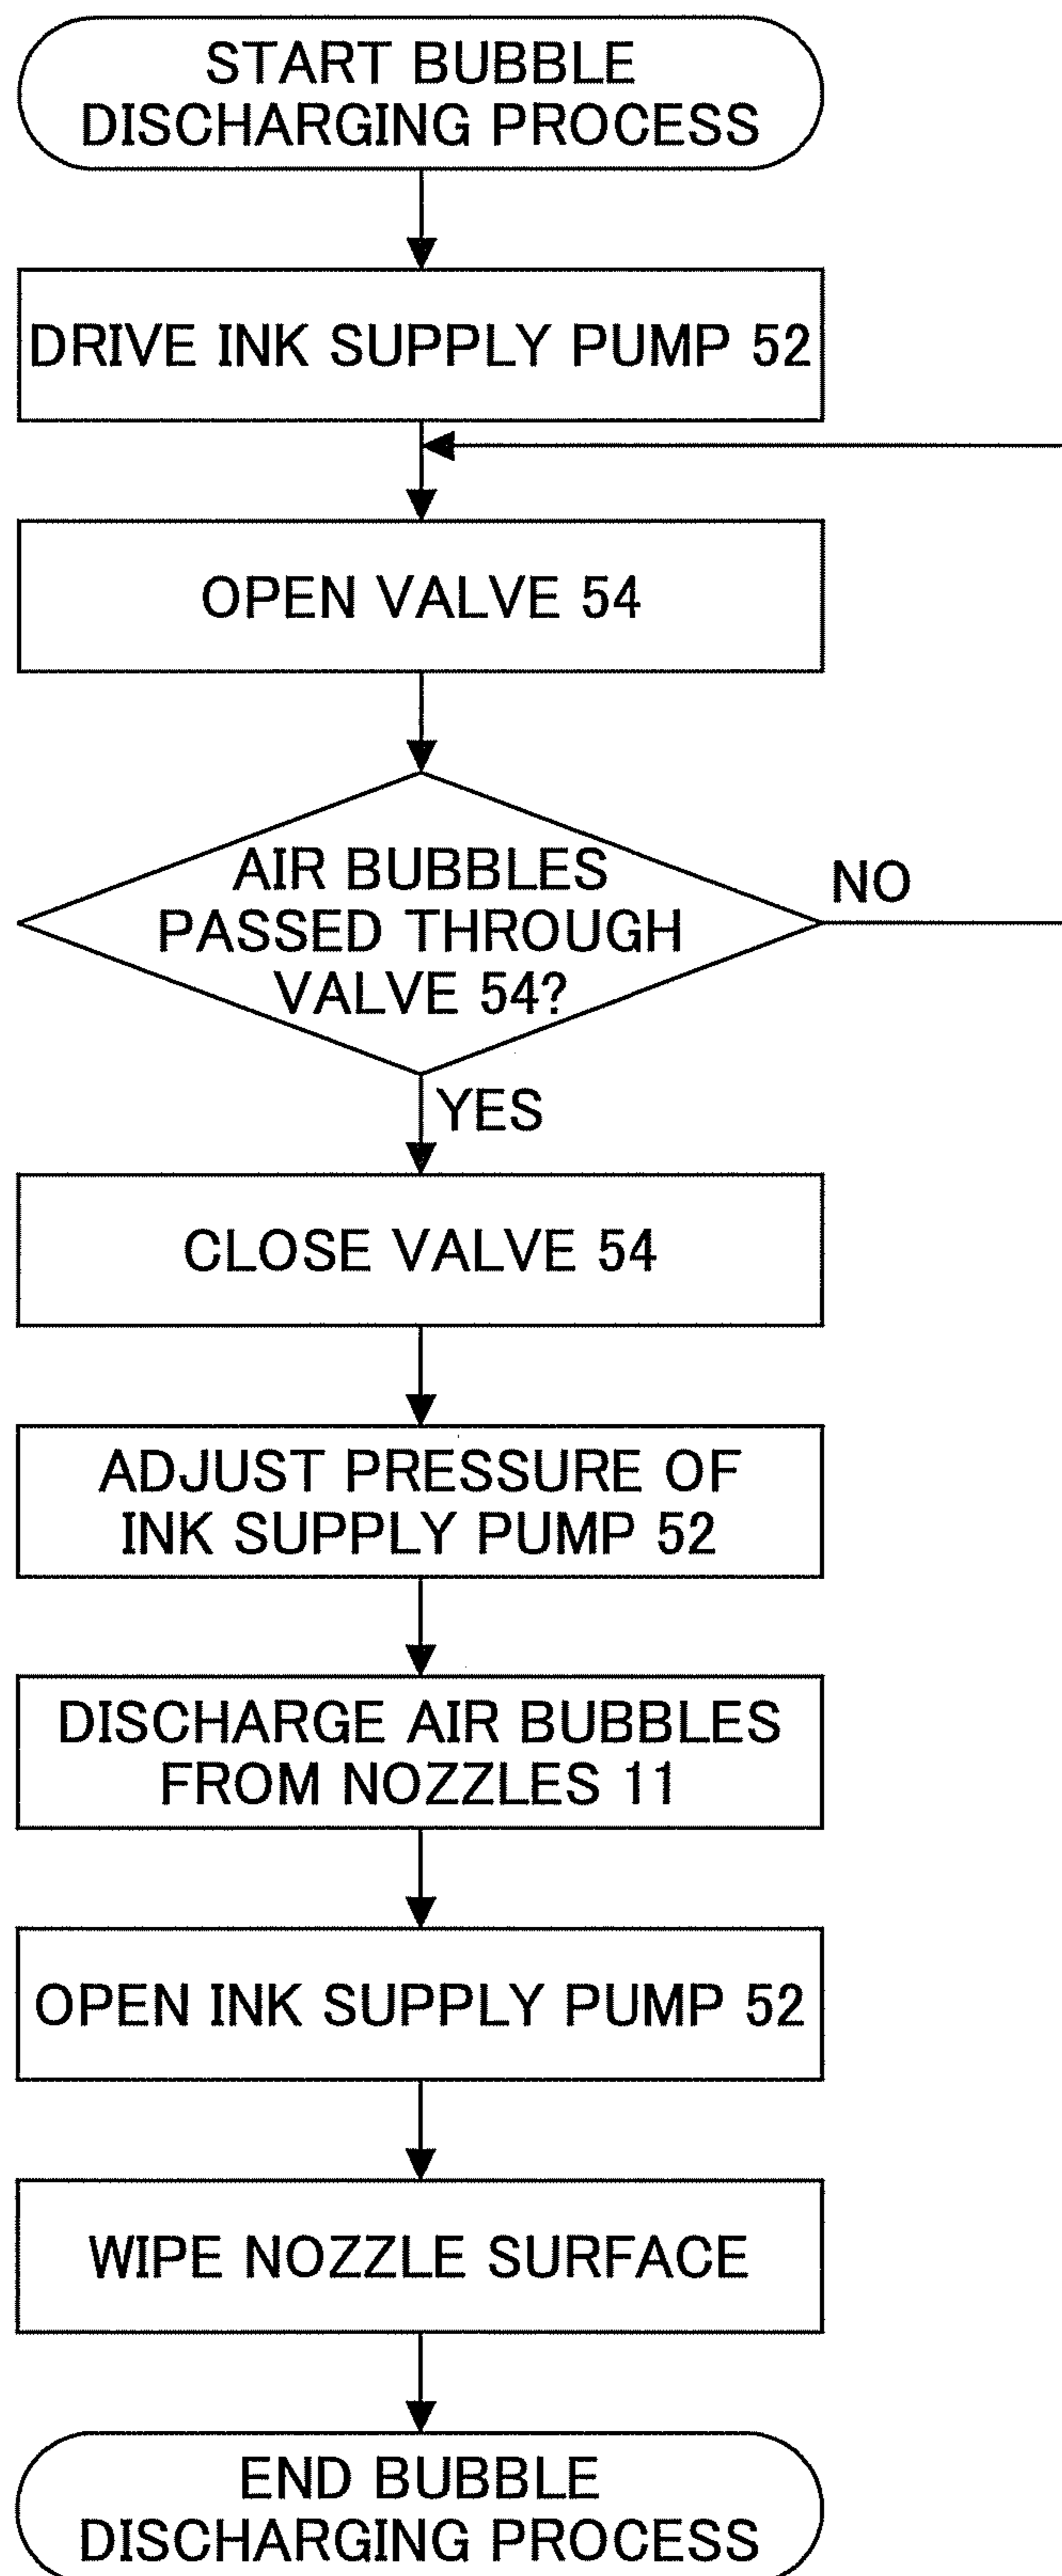 START BUBBLE
DISCHARGING PROCESS
DRIVE INK SUPPLY PUMP 52
OPEN VALVE 54
AIR BUBBLES
PASSED THROUGH
VALVE 54?
NO
YES
CLOSE VALVE 54
ADJUST PRESSURE OF
INK SUPPLY PUMP 52
DISCHARGE AIR BUBBLES
FROM NOZZLES 11
OPEN INK SUPPLY PUMP 52
WIPE NOZZLE SURFACE
END BUBBLE
DISCHARGING PROCESS